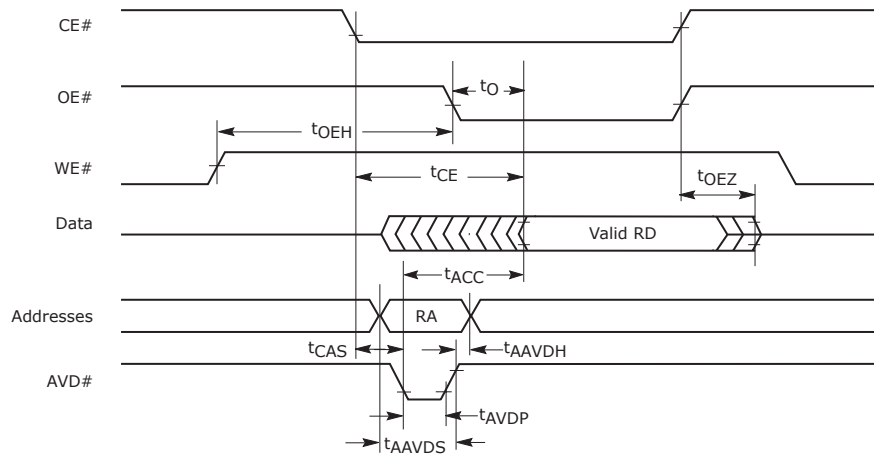 CE#
OE#
tO
tOEH
WE#
tCE
tOEZ
Data
Valid RD
tACC
Addresses
RA
tCAS
tAAVDH
AVD#
tAVDP
tAAVDS